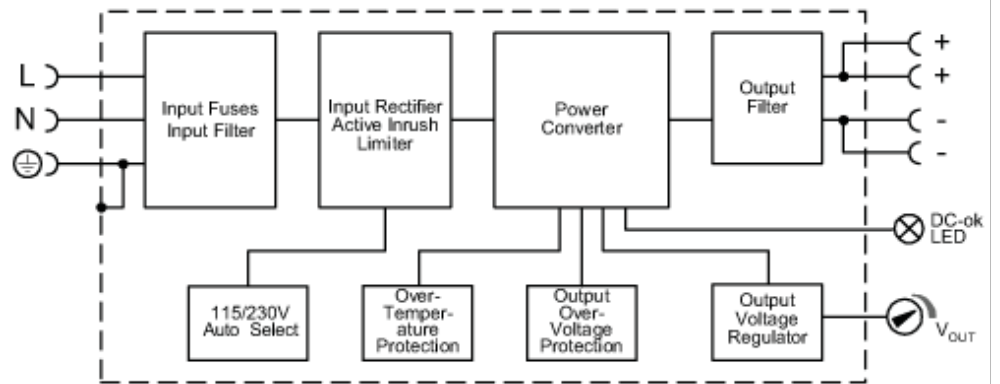 L
N
Input Fuses
Input Filter
Input Rectifier
Active Inrush
Limiter
Power
Converter
Output
Filter
+
+
-
-
DC-ok
LED
115/230V
Auto Select
Over-
Temper-
ature
Protection
Output
Over-
Voltage
Protection
Output
Voltage
Regulator
VOUT